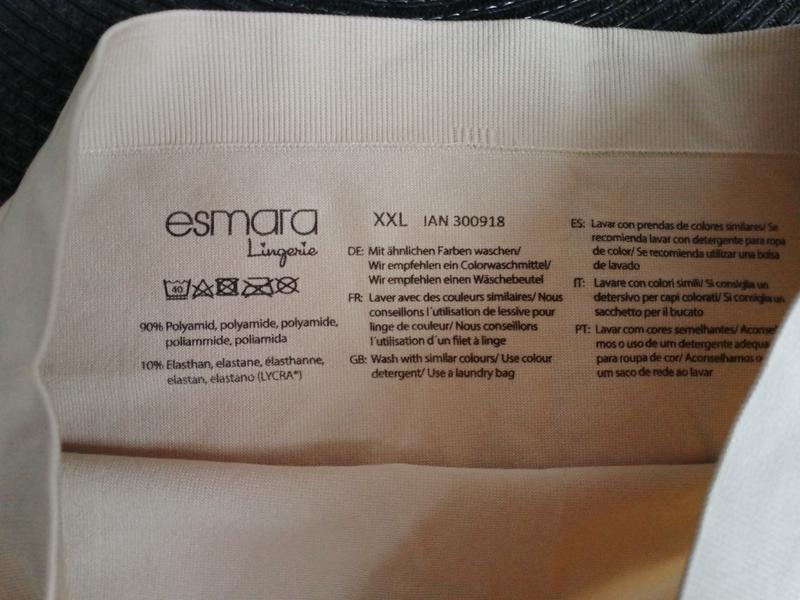 esmara
Lingerie
40
90% Polyamid, polyamide, polyamide,
poliammide, poliamida
10% Elasthan, elastane, élasthanne,
elastan, elastano (LYCRA®)
XXL IAN 300918
DE: Mit ähnlichen Farben waschen/
Wir empfehlen ein Colorwaschmittel/
Wir empfehlen einen Wäschebeutel
FR: Laver avec des couleurs similaires/ Nous
conseillons l´utilisation de lessive pour
linge de couleur/ Nous conseillons
l´utilisation d´un filet à linge
GB: Wash with similar colours/ Use colour
detergent/ Use a laundry bag
ES: Lavar con prendas de colores similares/ Se
recomienda lavar con detergente para ropa
de color/ Se recomienda utilizar una bolsa
de lavado
IT: Lavare con colori simili/ Si consiglia un
detersivo per capi colorati/ Si consiglia un
sacchetto per il bucato
PT: Lavar com cores semelhantes/
mos o uso de um detergente
para roupa de cor/ Aconselhamos o
um saco de rede ao lavar